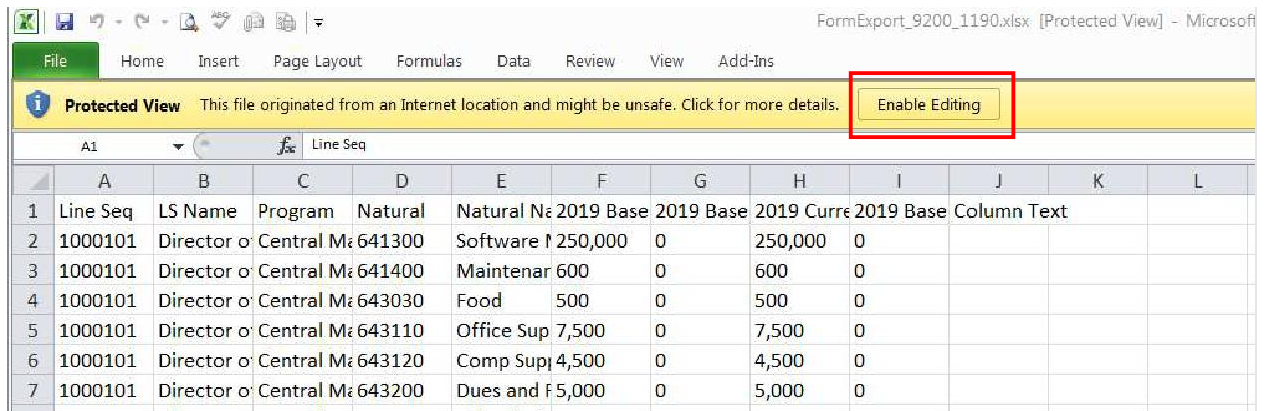 FormExport_9200_1190.xlsx [Protected View] - Microsoft
File Home Insert Page Layout Formulas Data Review View Add-Ins
Protected View This file originated from an Internet location and might be unsafe. Click for more details. Enable Editing
A1 fx Line Seq
A B C D E F G H I J K L
1 Line Seq LS Name Program Natural Natural Na 2019 Base 2019 Base 2019 Curre 2019 Base Column Text
2 1000101 Director o Central Ma 641300 Software 250,000 0 250,000 0
3 1000101 Director o Central Ma 641400 Maintenan 600 0 600 0
4 1000101 Director o Central Ma 643030 Food 500 0 500 0
5 1000101 Director o Central Ma 643110 Office Sup 7,500 0 7,500 0
6 1000101 Director o Central Ma 643120 Comp Supp 4,500 0 4,500 0
7 1000101 Director o Central Ma 643200 Dues and 5,000 0 5,000 0